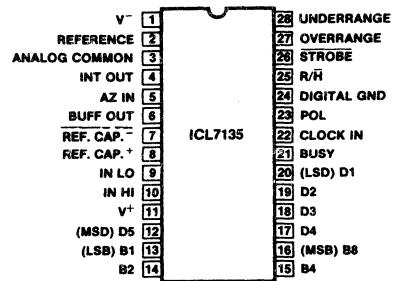 V⁻ 1
REFERENCE 2
ANALOG COMMON 3
INT OUT 4
AZ IN 5
BUFF OUT 6
REF. CAP.⁻ 7
REF. CAP.⁺ 8
IN LO 9
IN HI 10
V⁺ 11
(MSD) D5 12
(LSB) B1 13
B2 14
ICL7135
28 UNDERRANGE
27 OVERRANGE
26 S̅T̅R̅O̅B̅E̅
25 R/H̅
24 DIGITAL GND
23 POL
22 CLOCK IN
21 BUSY
20 (LSD) D1
19 D2
18 D3
17 D4
16 (MSB) B8
15 B4